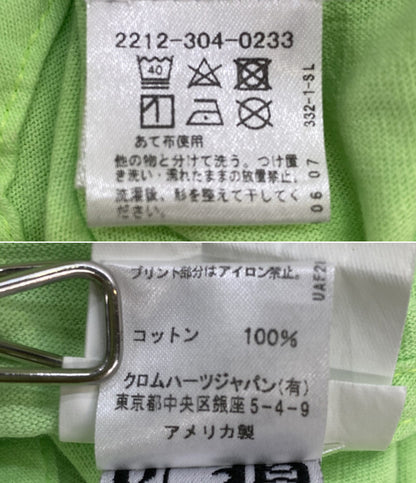 2212-304-0233
40
332-1-SL
あて布使用
他の物と分けて洗う。つけ置
き洗い・濡れたままの放置禁止。
洗濯後、形を整えて干してく
ださい。
06 07
プリント部分はアイロン禁止。
コットン 100%
クロムハーツジャパン(有)
東京都中央区銀座5-4-9
アメリカ製